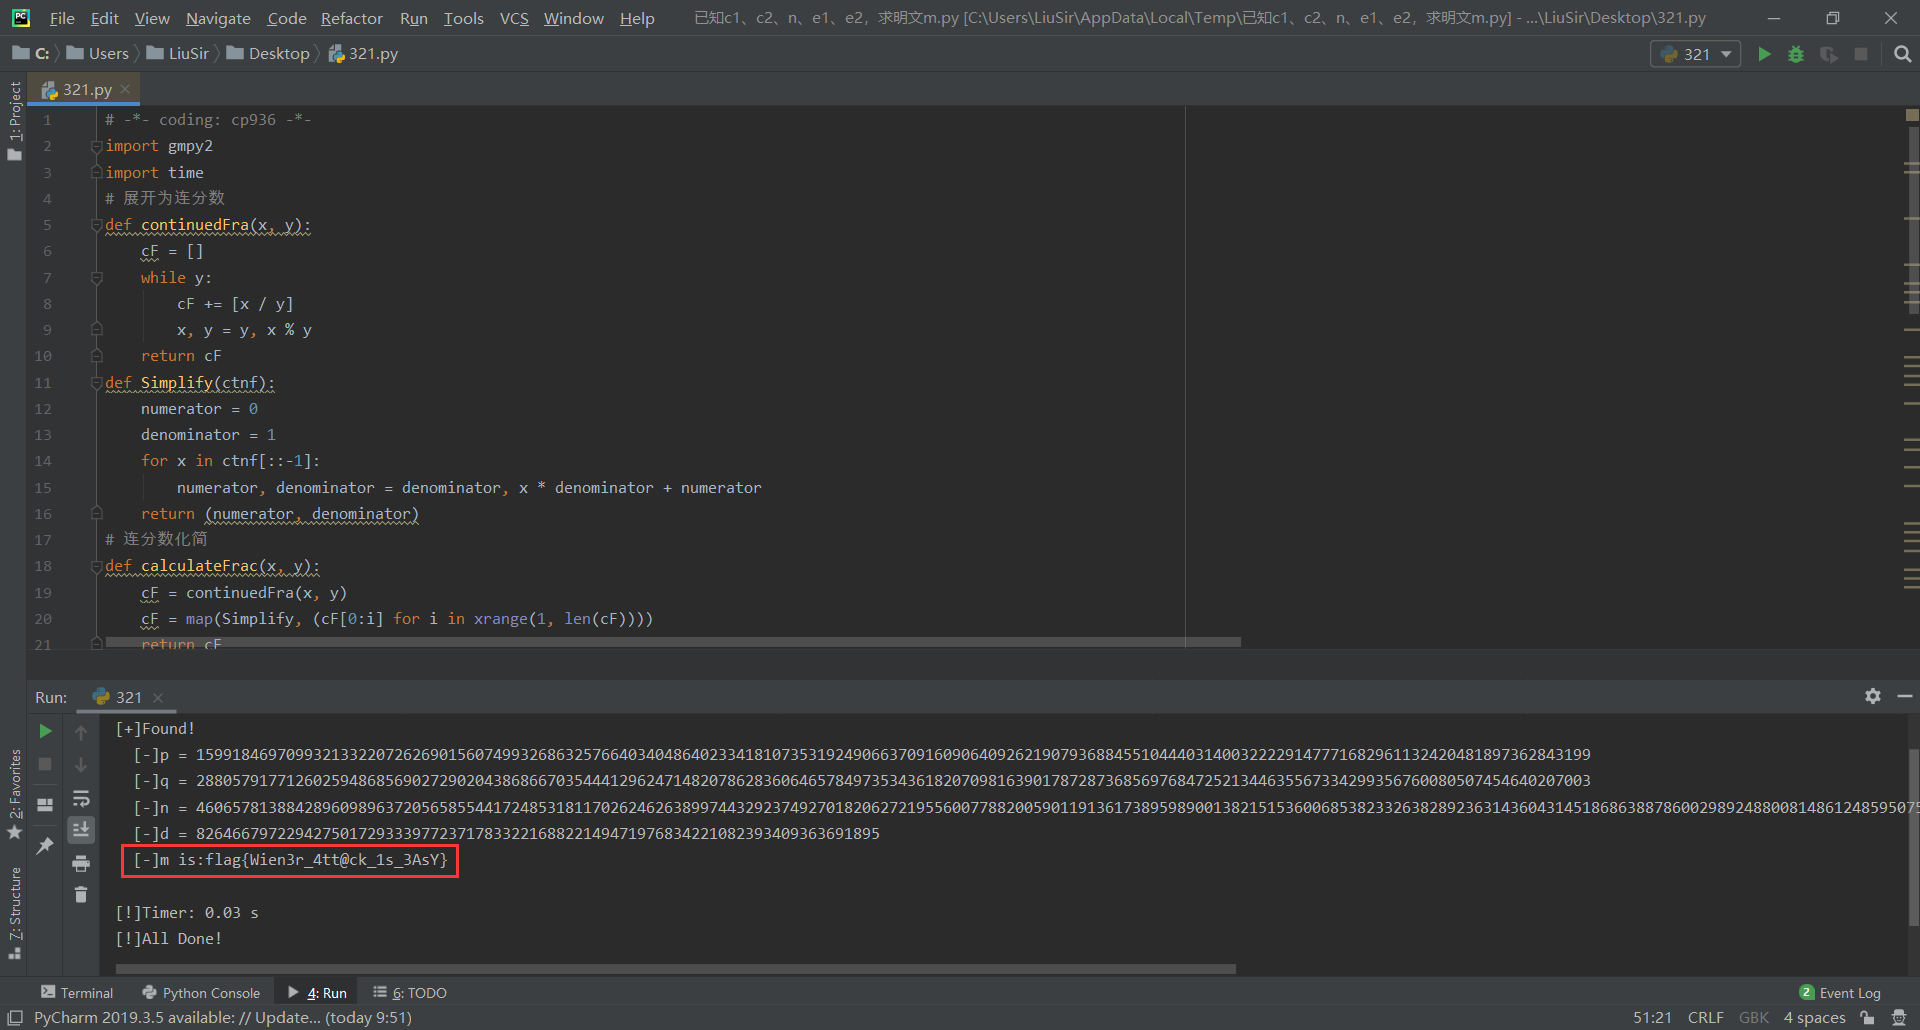 File Edit View Navigate Code Refactor Run Tools VCS Window Help 已知c1、c2、n、e1、e2，求明文m.py [C:\Users\LiuSir\AppData\Local\Temp\已知c1、c2、n、e1、e2，求明文m.py] - ...\LiuSir\Desktop\321.py
C: Users LiuSir Desktop 321.py 321
1: Project
321.py
1 # -*- coding: cp936 -*-
2 import gmpy2
3 import time
4 # 展开为连分数
5 def continuedFra(x, y):
6 cF = []
7 while y:
8 cF += [x / y]
9 x, y = y, x % y
10 return cF
11 def Simplify(ctnf):
12 numerator = 0
13 denominator = 1
14 for x in ctnf[::-1]:
15 numerator, denominator = denominator, x * denominator + numerator
16 return (numerator, denominator)
17 # 连分数化简
18 def calculateFrac(x, y):
19 cF = continuedFra(x, y)
20 cF = map(Simplify, (cF[0:i] for i in xrange(1, len(cF))))
21 return cF
Run: 321
2: Favorites
7: Structure
[+]Found!
[-]p = 
[-]q = 
[-]n = 
[-]d = 
[-]m is:flag{Wien3r_4tt@ck_1s_3AsY}
[!]Timer: 0.03 s
[!]All Done!
Terminal Python Console 4: Run 6: TODO 2 Event Log
PyCharm 2019.3.5 available: // Update... (today 9:51) 51:21 CRLF GBK 4 spaces